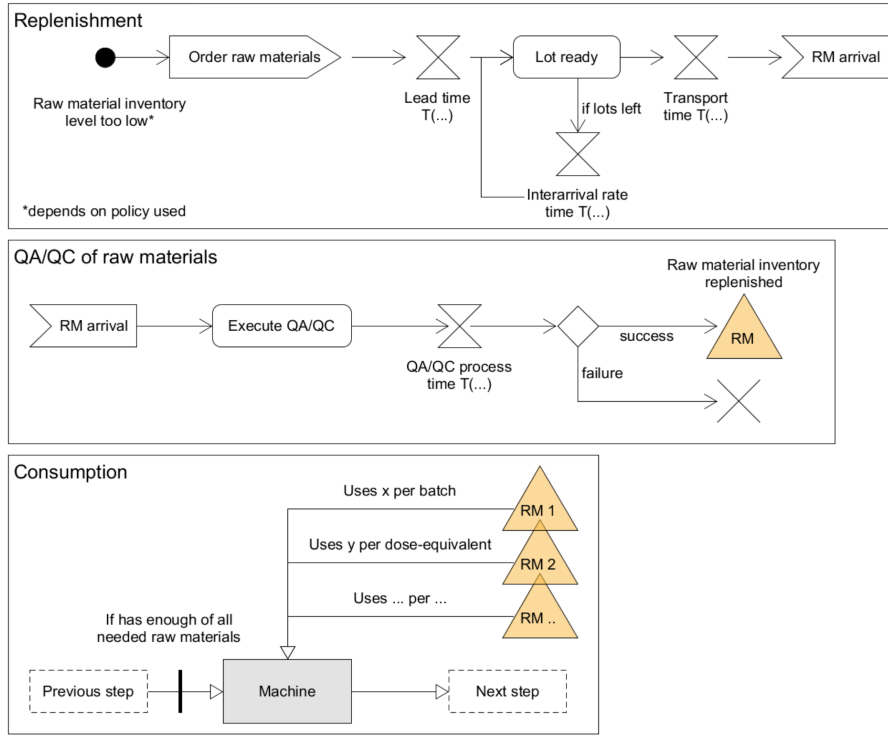 Replenishment
Order raw materials
Lot ready
RM arrival
Raw material inventory
level too low*
Lead time
T(...)
if lots left
Transport
time T(...)
Interarrival rate
time T(...)
*depends on policy used
QA/QC of raw materials
Raw material inventory
replenished
RM arrival
Execute QA/QC
success
RM
QA/QC process
time T(...)
failure
Consumption
Uses x per batch
RM 1
Uses y per dose-equivalent
RM 2
Uses ... per ...
RM ..
If has enough of all
needed raw materials
Previous step
Machine
Next step